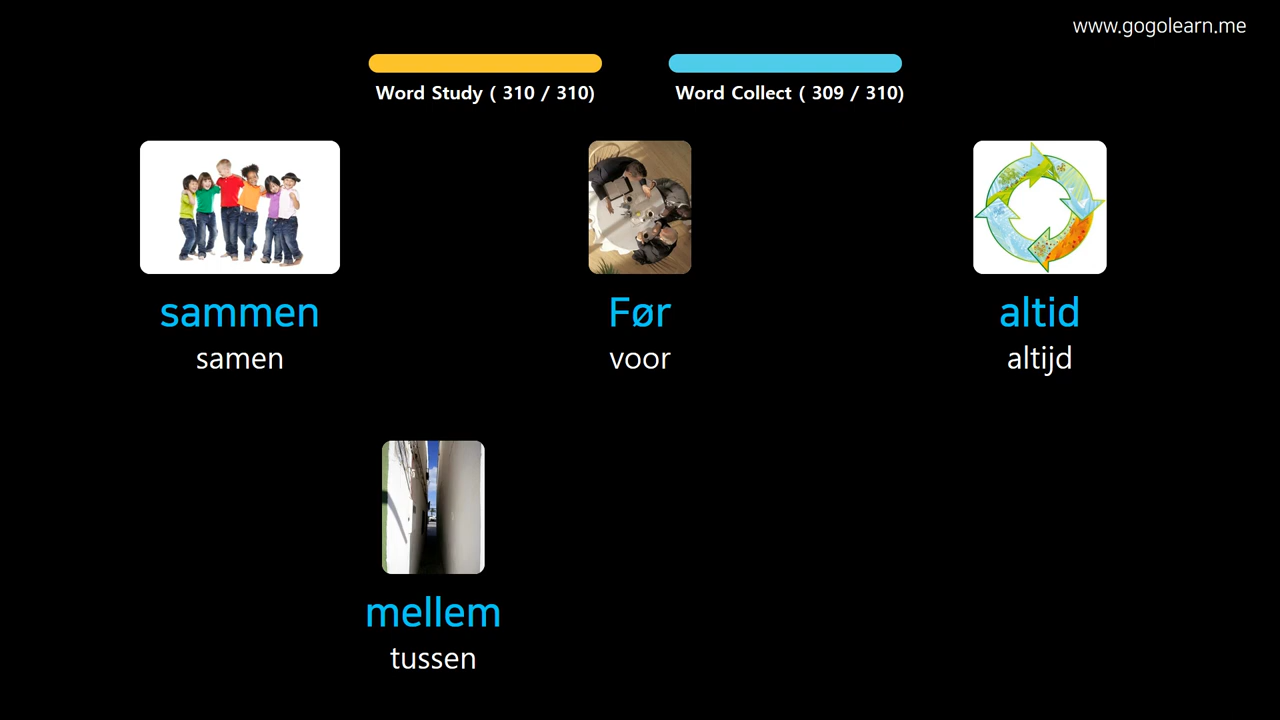 www.gogolearn.me
Word Study ( 310 / 310)
Word Collect ( 309 / 310)
sammen
samen
Før
voor
altid
altijd
mellem
tussen